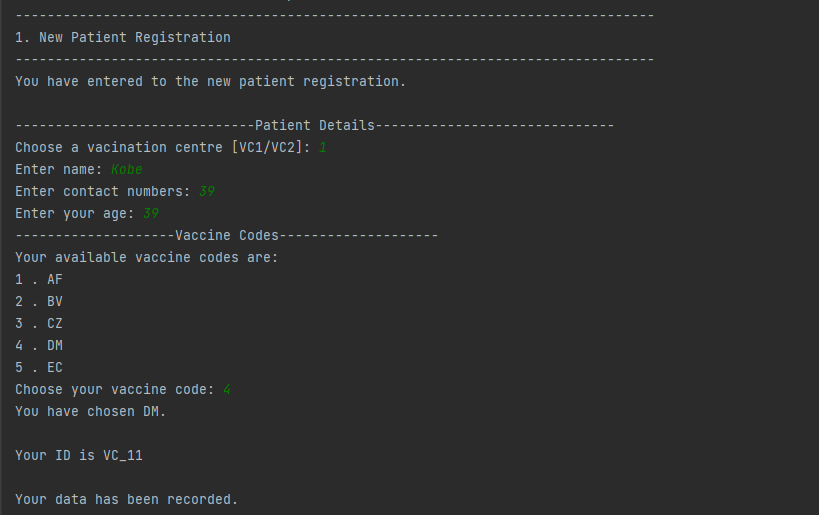 --------------------------------------------------------------------------------
1. New Patient Registration
--------------------------------------------------------------------------------
You have entered to the new patient registration.
------------------------------Patient Details------------------------------
Choose a vacination centre [VC1/VC2]: 1
Enter name: Kobe
Enter contact numbers: 39
Enter your age: 39
--------------------Vaccine Codes--------------------
Your available vaccine codes are:
1 . AF
2 . BV
3 . CZ
4 . DM
5 . EC
Choose your vaccine code: 4
You have chosen DM.
Your ID is VC_11
Your data has been recorded.